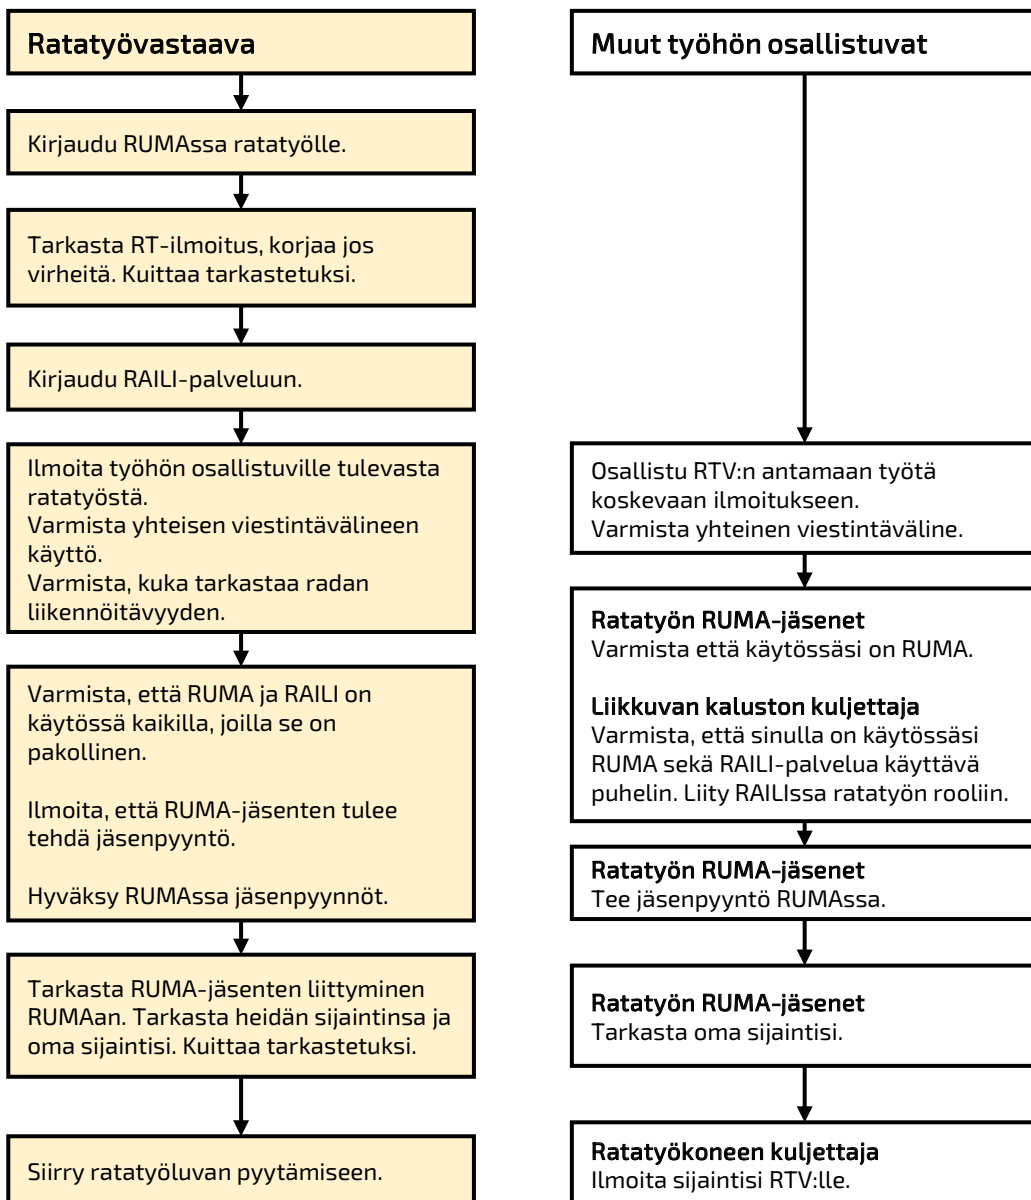 Ratatyövastaava
Kirjaudu RUMAssa ratatyölle.
Tarkasta RT-ilmoitus, korjaa jos
virheitä. Kuittaa tarkastetuksi.
Kirjaudu RAILI-palveluun.
Ilmoita työhön osallistuville tulevasta
ratatyöstä.
Varmista yhteisen viestintävälineen
käyttö.
Varmista, kuka tarkastaa radan
liikennöitävyyden.
Varmista, että RUMA ja RAILI on
käytössä kaikilla, joilla se on
pakollinen.
Ilmoita, että RUMA-jäsenten tulee
tehdä jäsenpyyntö.
Hyväksy RUMAssa jäsenpyynnöt.
Tarkasta RUMA-jäsenten liittyminen
RUMAan. Tarkasta heidän sijaintinsa ja
oma sijaintisi. Kuittaa tarkastetuksi.
Siirry ratatyöluvan pyytämiseen.
Muut työhön osallistuvat
Osallistu RTV:n antamaan työtä
koskevaan ilmoitukseen.
Varmista yhteinen viestintäväline.
Ratatyön RUMA-jäsenet
Varmista että käytössäsi on RUMA.
Liikkuvan kaluston kuljettaja
Varmista, että sinulla on käytössäsi
RUMA sekä RAILI-palvelua käyttävä
puhelin. Liity RAILIssa ratatyön rooliin.
Ratatyön RUMA-jäsenet
Tee jäsenpyyntö RUMAssa.
Ratatyön RUMA-jäsenet
Tarkasta oma sijaintisi.
Ratatyökoneen kuljettaja
Ilmoita sijaintisi RTV:lle.